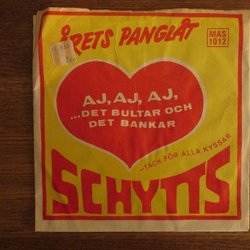 ÅRETS PANGLÅT
MAS
1012
AJ, AJ, AJ,
...DET BULTAR OCH
DET BANKAR
-TACK FÖR ALLA KYSSAR
SCHYTTS